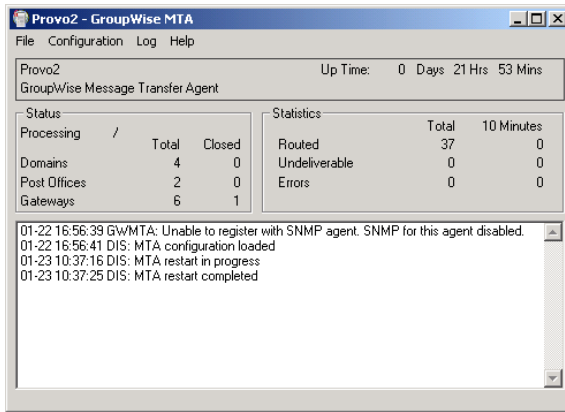 Provo2 - GroupWise MTA
File Configuration Log Help
Provo2 Up Time: 0 Days 21 Hrs 53 Mins
GroupWise Message Transfer Agent
Status
Processing /
Total Closed
Domains 4 0
Post Offices 2 0
Gateways 6 1
Statistics
Total 10 Minutes
Routed 37 0
Undeliverable 0 0
Errors 0 0
01-22 16:56:39 GWMTA: Unable to register with SNMP agent. SNMP for this agent disabled.
01-22 16:56:41 DIS: MTA configuration loaded
01-23 10:37:16 DIS: MTA restart in progress
01-23 10:37:25 DIS: MTA restart completed